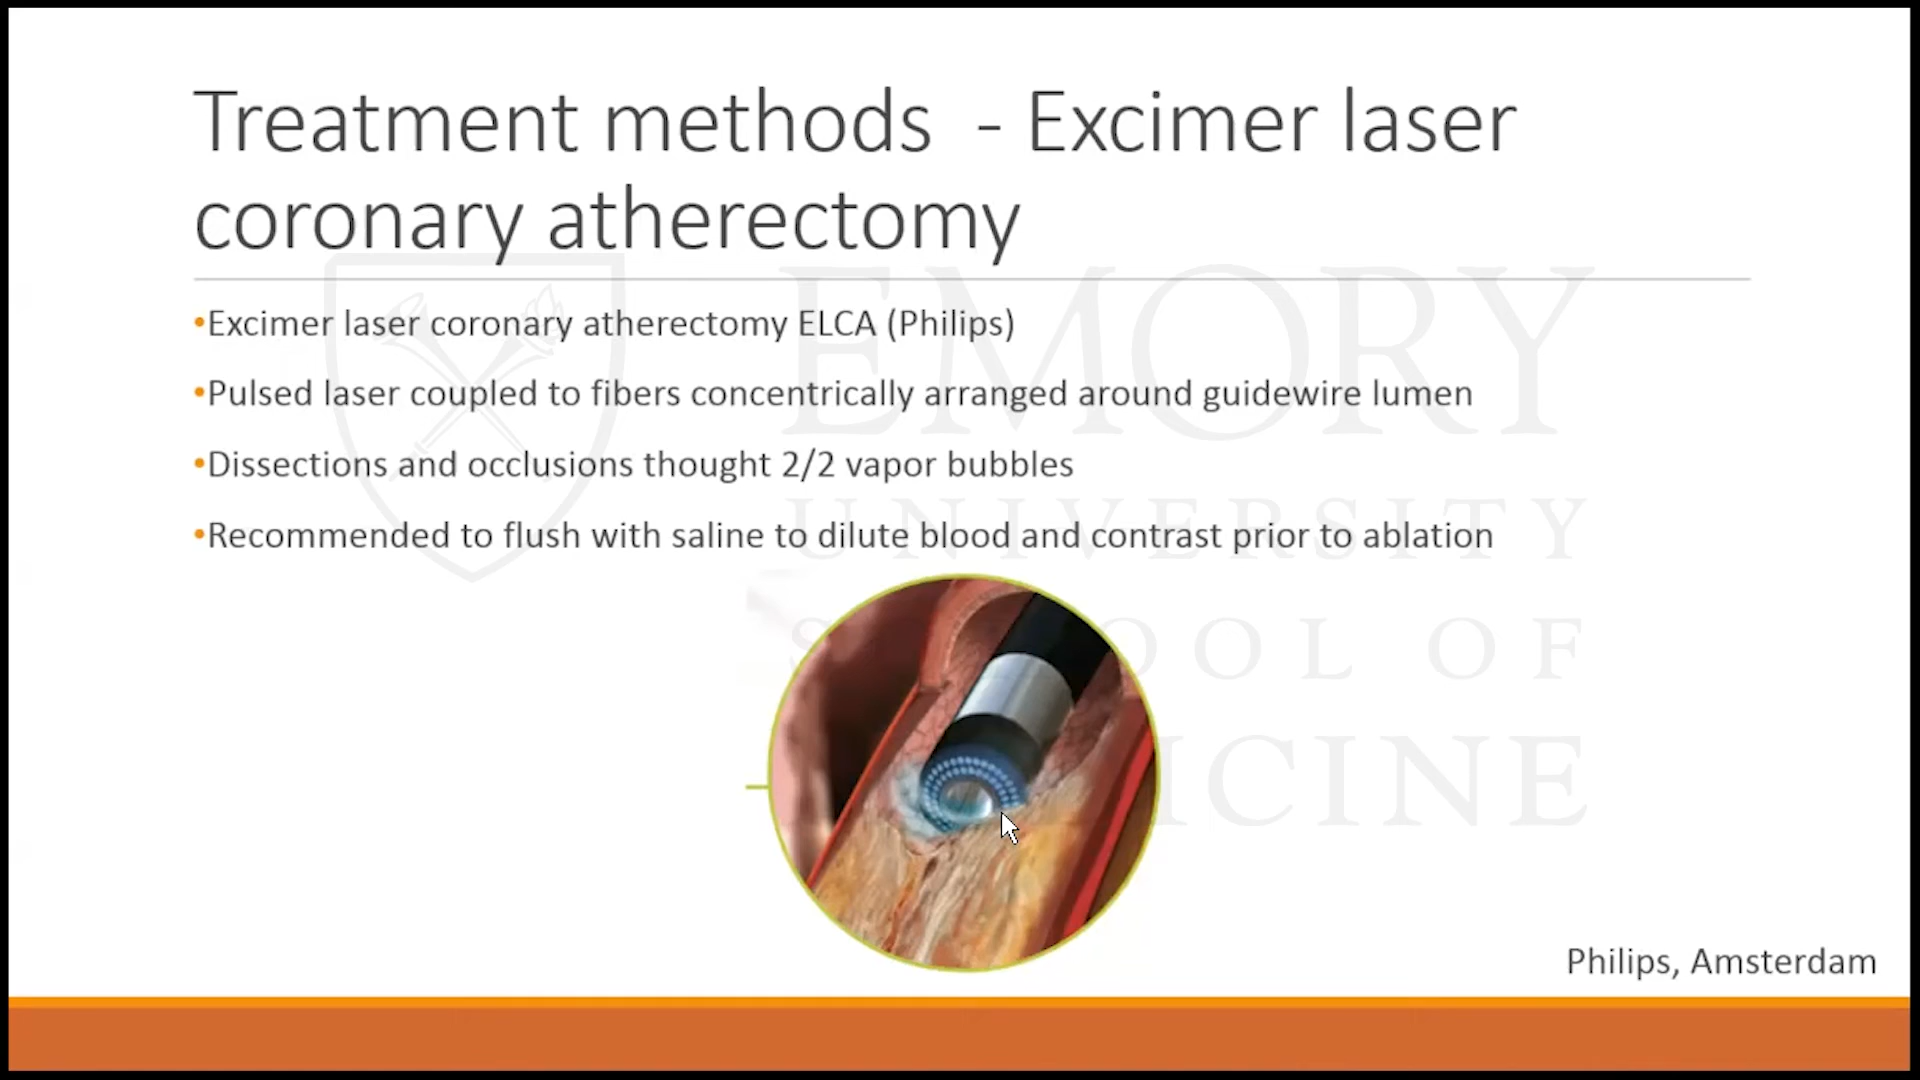 Treatment methods  - Excimer laser
coronary atherectomy
•Excimer laser coronary atherectomy ELCA (Philips)
•Pulsed laser coupled to fibers concentrically arranged around guidewire lumen
•Dissections and occlusions thought 2/2 vapor bubbles
•Recommended to flush with saline to dilute blood and contrast prior to ablation
EMORY
UNIVERSITY
S OOL OF
ICINE
Philips, Amsterdam